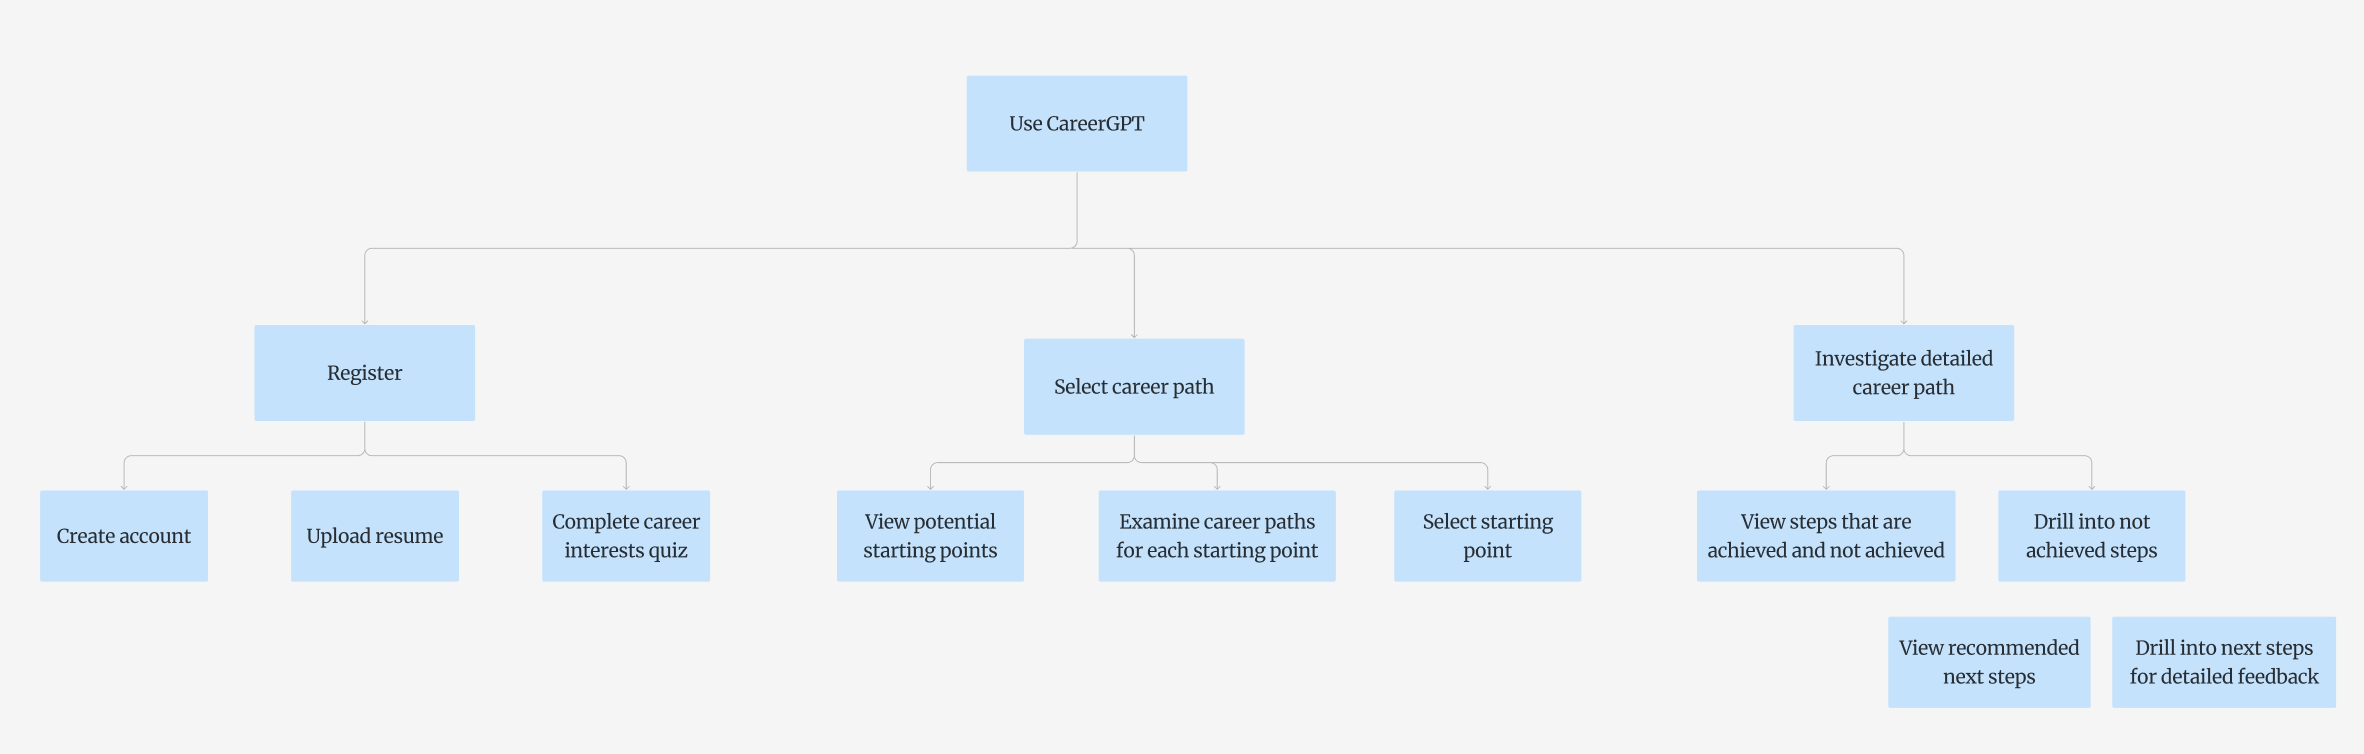 Use CareerGPT
Register
Select career path
Investigate detailed
career path
Create account
Upload resume
Complete career
interests quiz
View potential
starting points
Examine career paths
for each starting point
Select starting
point
View steps that are
achieved and not achieved
Drill into not
achieved steps
View recommended
next steps
Drill into next steps
for detailed feedback